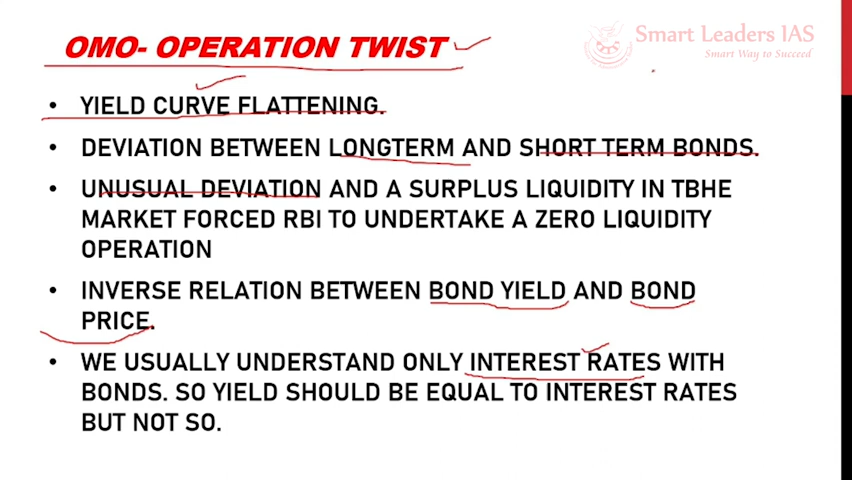 OMO- OPERATION TWIST
Smart Leaders IAS
Smart Way to Succeed
• YIELD CURVE FLATTENING.
• DEVIATION BETWEEN LONGTERM AND SHORT TERM BONDS.
• UNUSUAL DEVIATION AND A SURPLUS LIQUIDITY IN TBHE
MARKET FORCED RBI TO UNDERTAKE A ZERO LIQUIDITY
OPERATION
• INVERSE RELATION BETWEEN BOND YIELD AND BOND
PRICE.
• WE USUALLY UNDERSTAND ONLY INTEREST RATES WITH
BONDS. SO YIELD SHOULD BE EQUAL TO INTEREST RATES
BUT NOT SO.